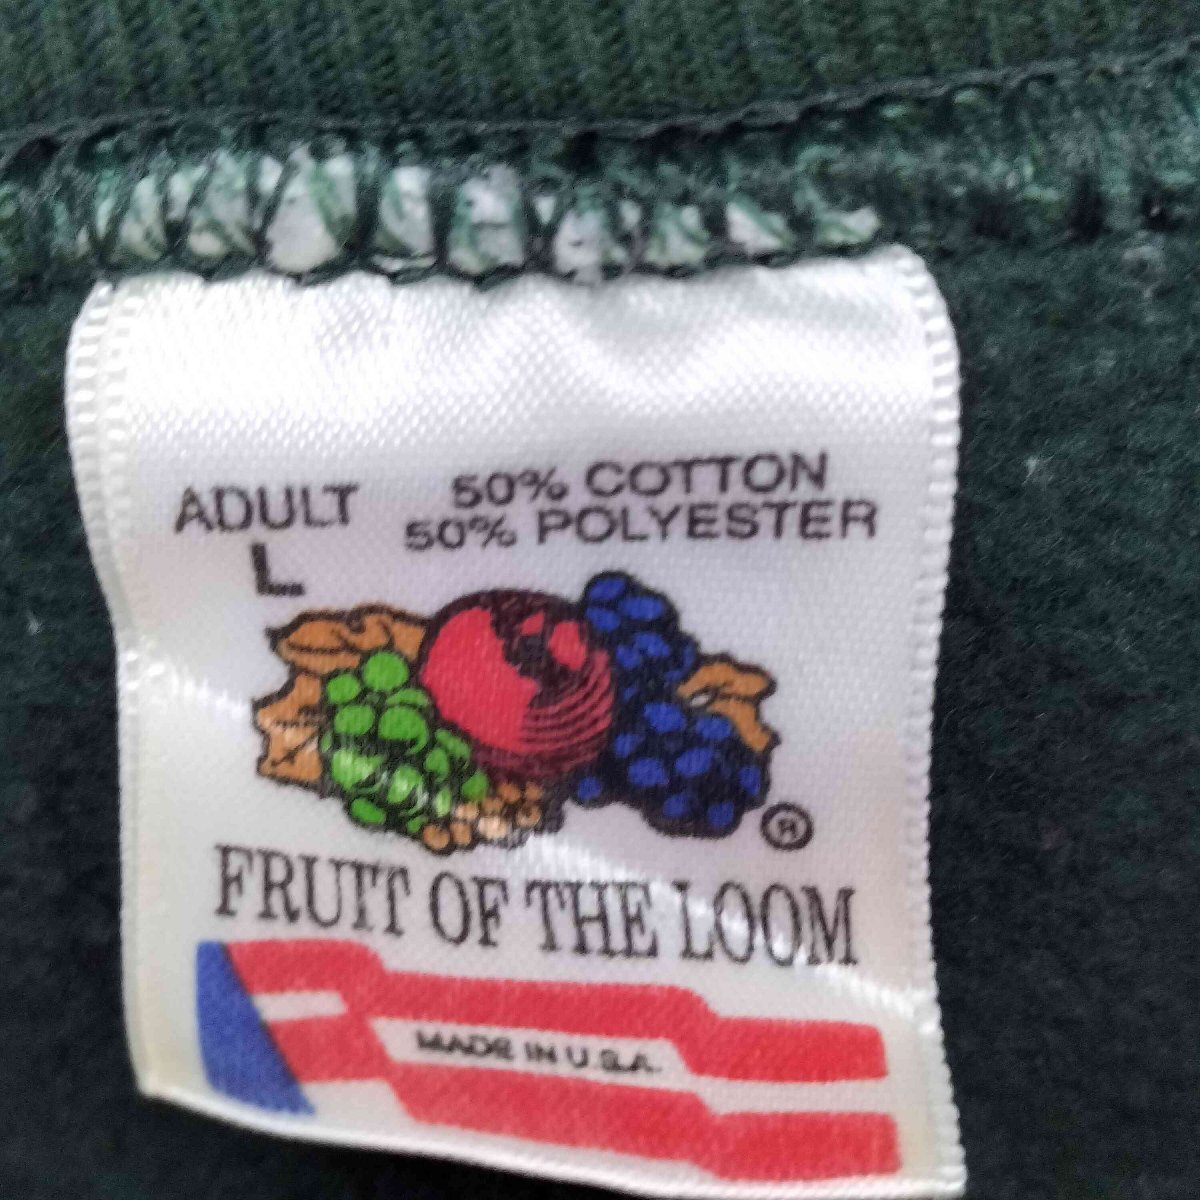 ADULT
L
50% COTTON
50% POLYESTER
®
FRUIT OF THE LOOM
MADE IN U.S.A.